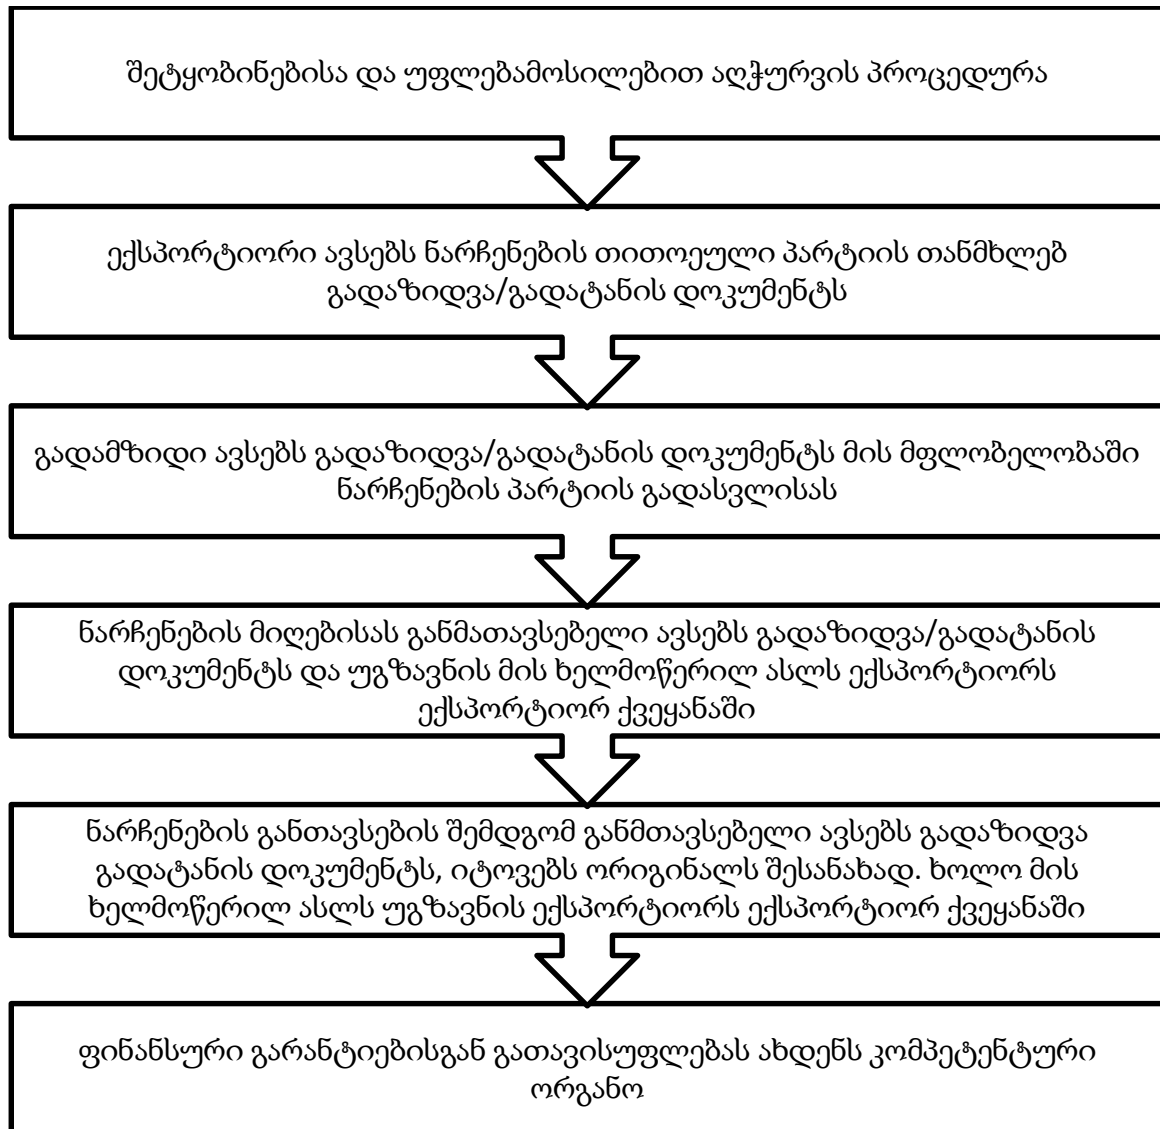 შეტყობინებისა და უფლებამოსილებით აღჭურვის პროცედურა
ექსპორტიორი ავსებს ნარჩენების თითოეული პარტიის თანმხლებ
გადაზიდვა/გადატანის დოკუმენტს
გადამზიდი ავსებს გადაზიდვა/გადატანის დოკუმენტს მის მფლობელობაში
ნარჩენების პარტიის გადასვლისას
ნარჩენების მიღებისას განმათავსებელი ავსებს გადაზიდვა/გადატანის
დოკუმენტს და უგზავნის მის ხელმოწერილ ასლს ექსპორტიორს
ექსპორტიორ ქვეყანაში
ნარჩენების განთავსების შემდგომ განმთავსებელი ავსებს გადაზიდვა
გადატანის დოკუმენტს, იტოვებს ორიგინალს შესანახად. ხოლო მის
ხელმოწერილ ასლს უგზავნის ექსპორტიორს ექსპორტიორ ქვეყანაში
ფინანსური გარანტიებისგან გათავისუფლებას ახდენს კომპეტენტური
ორგანო